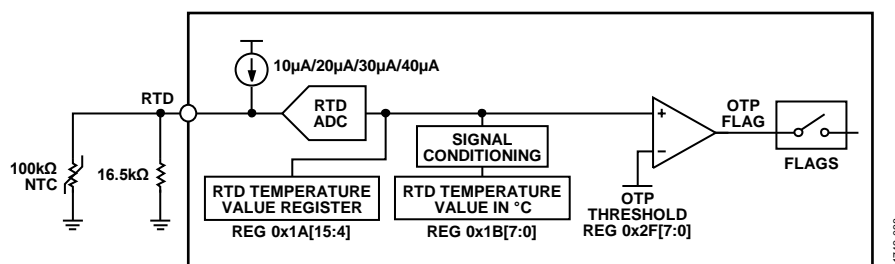 10µA/20µA/30µA/40µA
RTD
RTD
ADC
OTP
FLAG
+
−
SIGNAL
CONDITIONING
FLAGS
100kΩ
NTC
16.5kΩ
RTD TEMPERATURE
VALUE REGISTER
RTD TEMPERATURE
VALUE IN °C
OTP
THRESHOLD
REG 0x2F[7:0]
REG 0x1A[15:4]
REG 0x1B[7:0]